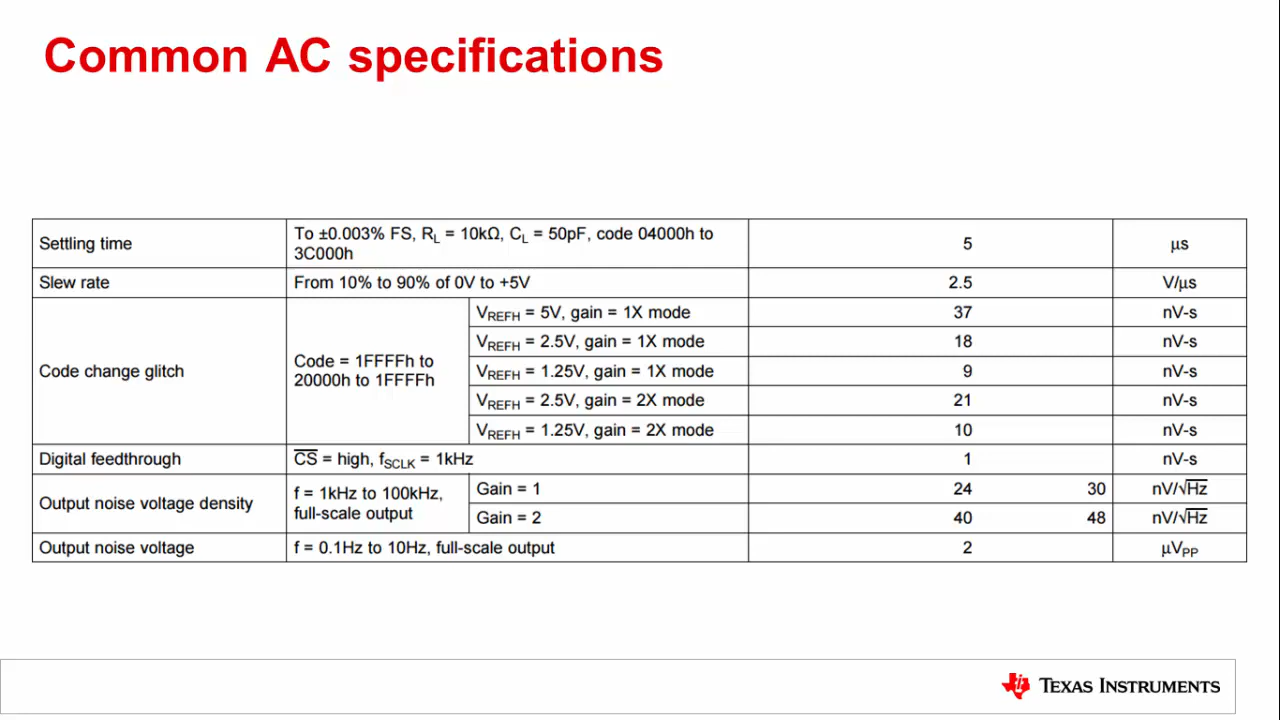 Common AC specifications
Settling time To ±0.003% FS, RL = 10kΩ, CL = 50pF, code 04000h to 3C000h 5 μs
Slew rate From 10% to 90% of 0V to +5V 2.5 V/μs
Code change glitch Code = 1FFFFh to 20000h to 1FFFFh VREFH = 5V, gain = 1X mode 37 nV-s
VREFH = 2.5V, gain = 1X mode 18 nV-s
VREFH = 1.25V, gain = 1X mode 9 nV-s
VREFH = 2.5V, gain = 2X mode 21 nV-s
VREFH = 1.25V, gain = 2X mode 10 nV-s
Digital feedthrough C̅S̅ = high, fSCLK = 1kHz 1 nV-s
Output noise voltage density f = 1kHz to 100kHz, full-scale output Gain = 1 24 30 nV/√Hz
Gain = 2 40 48 nV/√Hz
Output noise voltage f = 0.1Hz to 10Hz, full-scale output 2 μVPP
TEXAS INSTRUMENTS